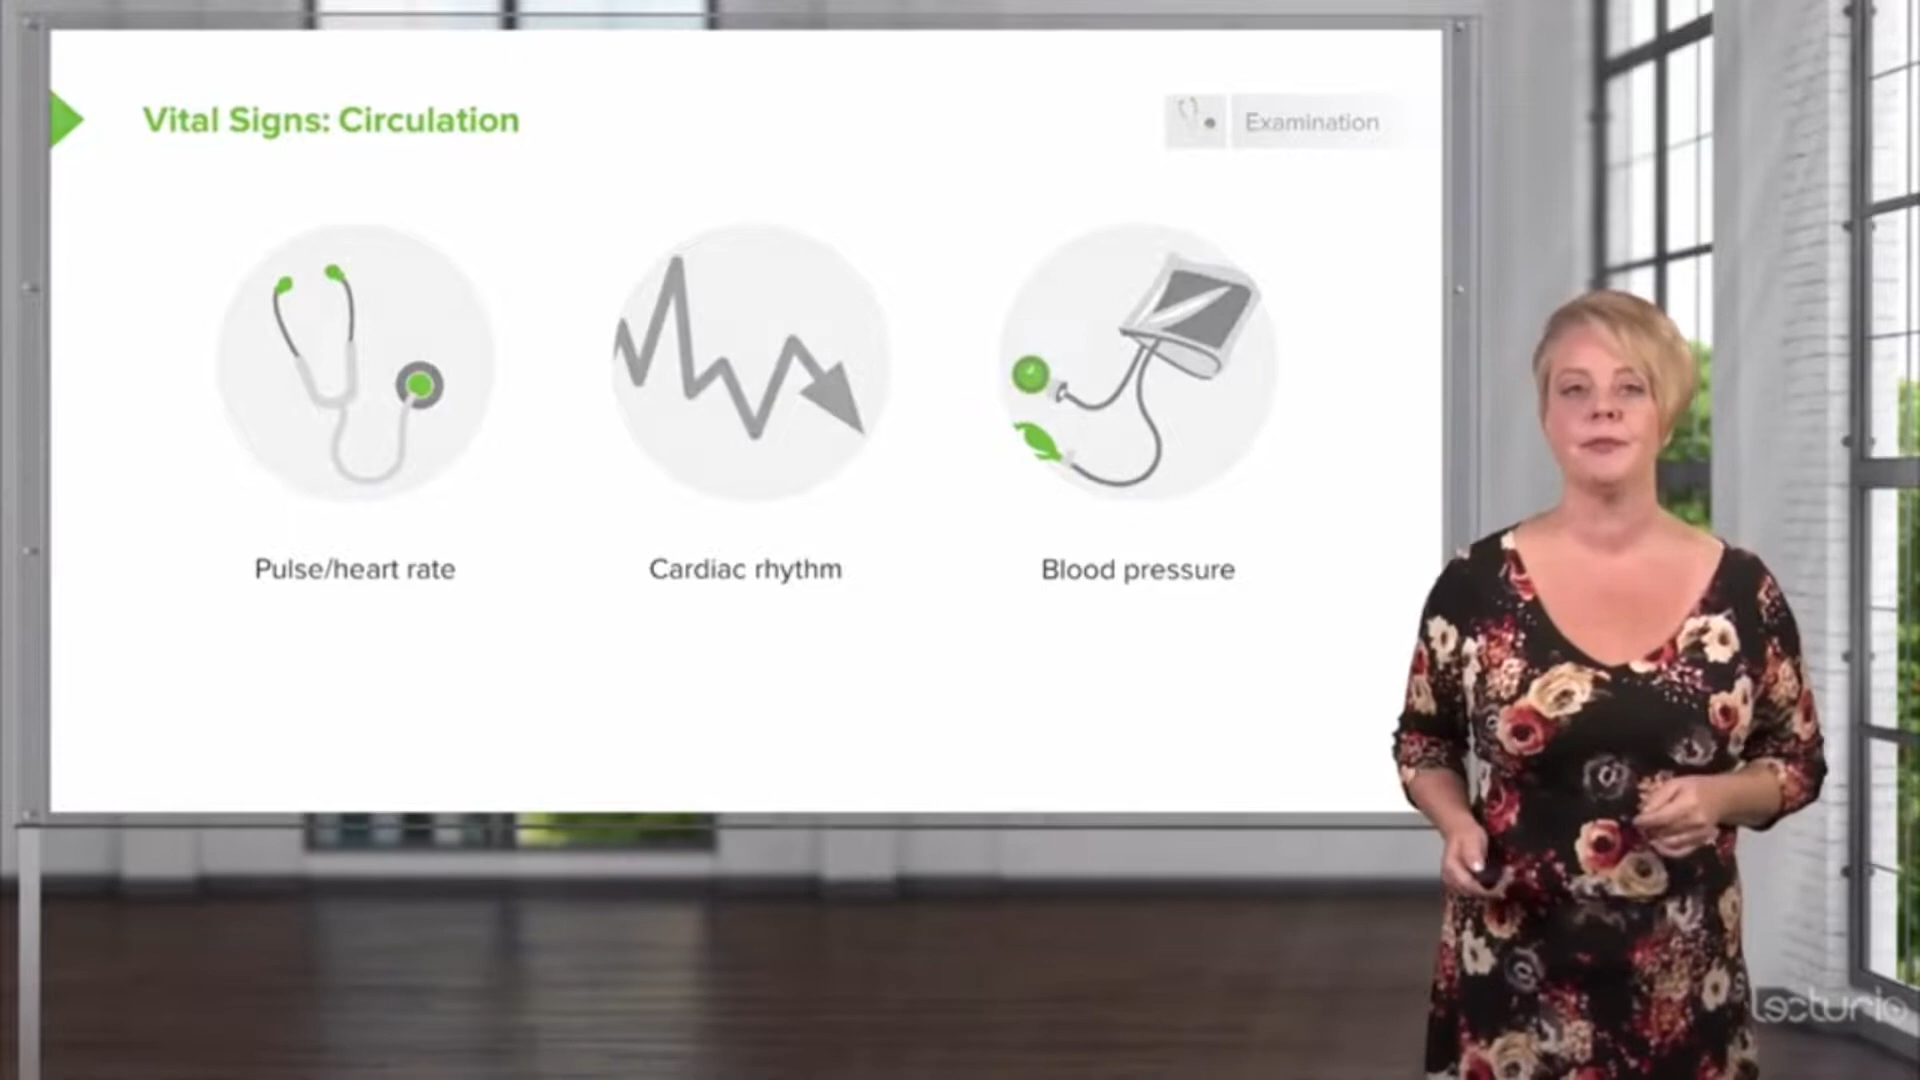 Vital Signs: Circulation
Examination
Pulse/heart rate
Cardiac rhythm
Blood pressure
lecturio